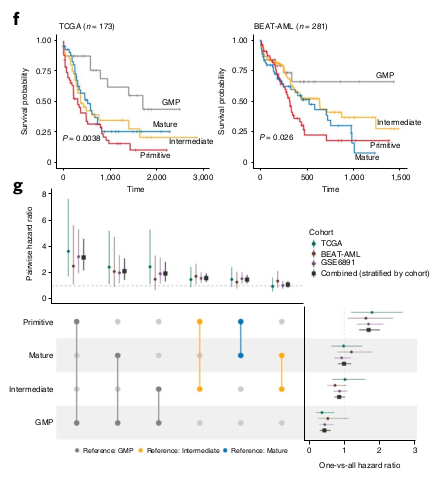 f
TCGA (n = 173)
Survival probability
1.00
0.75
0.50
0.25
0
GMP
Mature
Intermediate
Primitive
P = 0.0038
0
1,000
2,000
3,000
Time
BEAT-AML (n = 281)
Survival probability
1.00
0.75
0.50
0.25
0
GMP
Intermediate
Primitive
Mature
P = 0.026
0
500
1,000
1,500
Time
g
Pairwise hazard ratio
8
6
4
2
0
Cohort
TCGA
BEAT-AML
GSE6891
Combined (stratified by cohort)
Primitive
Mature
Intermediate
GMP
Reference: GMP
Reference: Intermediate
Reference: Mature
0
1
2
3
One-vs-all hazard ratio